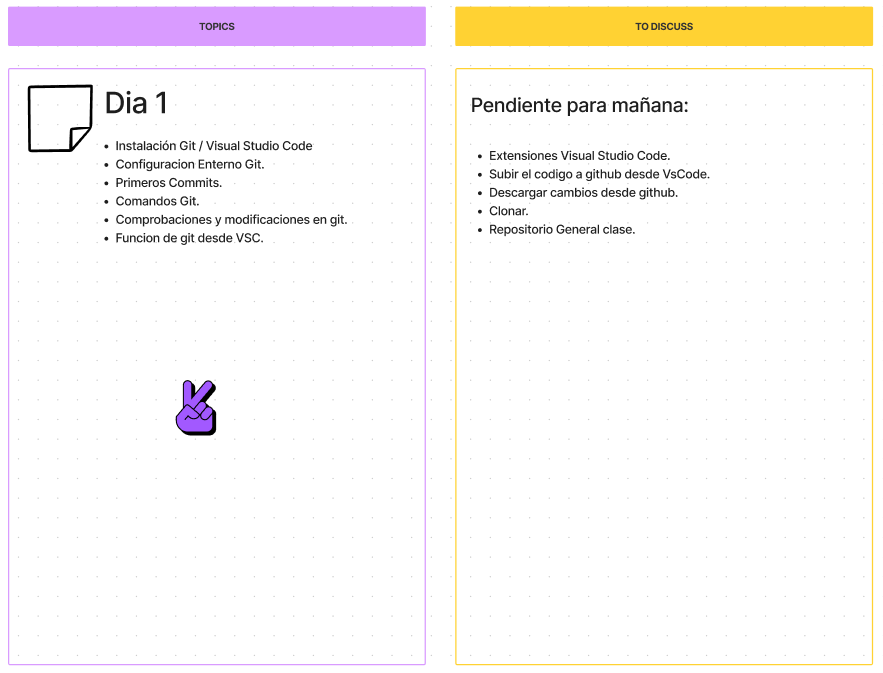 TOPICS
Dia 1
Instalación Git / Visual Studio Code
Configuracion Enterno Git.
Primeros Commits.
Comandos Git.
Comprobaciones y modificaciones en git.
Funcion de git desde VSC.
TO DISCUSS
Pendiente para mañana:
Extensiones Visual Studio Code.
Subir el codigo a github desde VsCode.
Descargar cambios desde github.
Clonar.
Repositorio General clase.